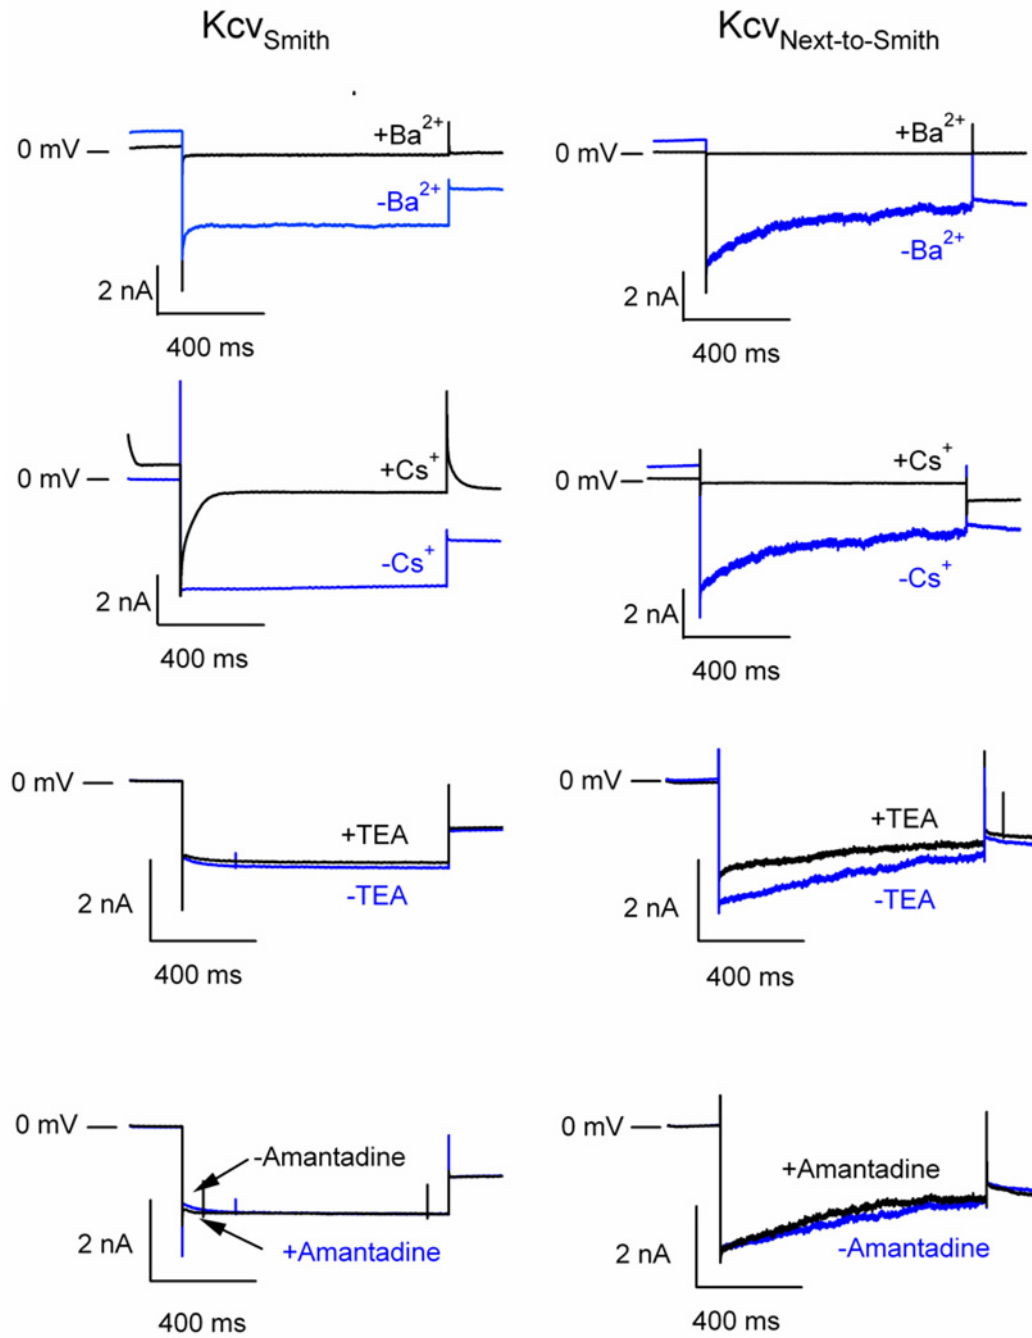 Kcv_Smith Kcv_Next-to-Smith
0 mV +Ba²⁺ 0 mV +Ba²⁺
-Ba²⁺ -Ba²⁺
2 nA 2 nA
400 ms 400 ms
0 mV +Cs⁺ 0 mV +Cs⁺
-Cs⁺ -Cs⁺
2 nA 2 nA
400 ms 400 ms
0 mV +TEA 0 mV +TEA
-TEA -TEA
2 nA 2 nA
400 ms 400 ms
0 mV -Amantadine 0 mV +Amantadine
2 nA +Amantadine 2 nA -Amantadine
400 ms 400 ms